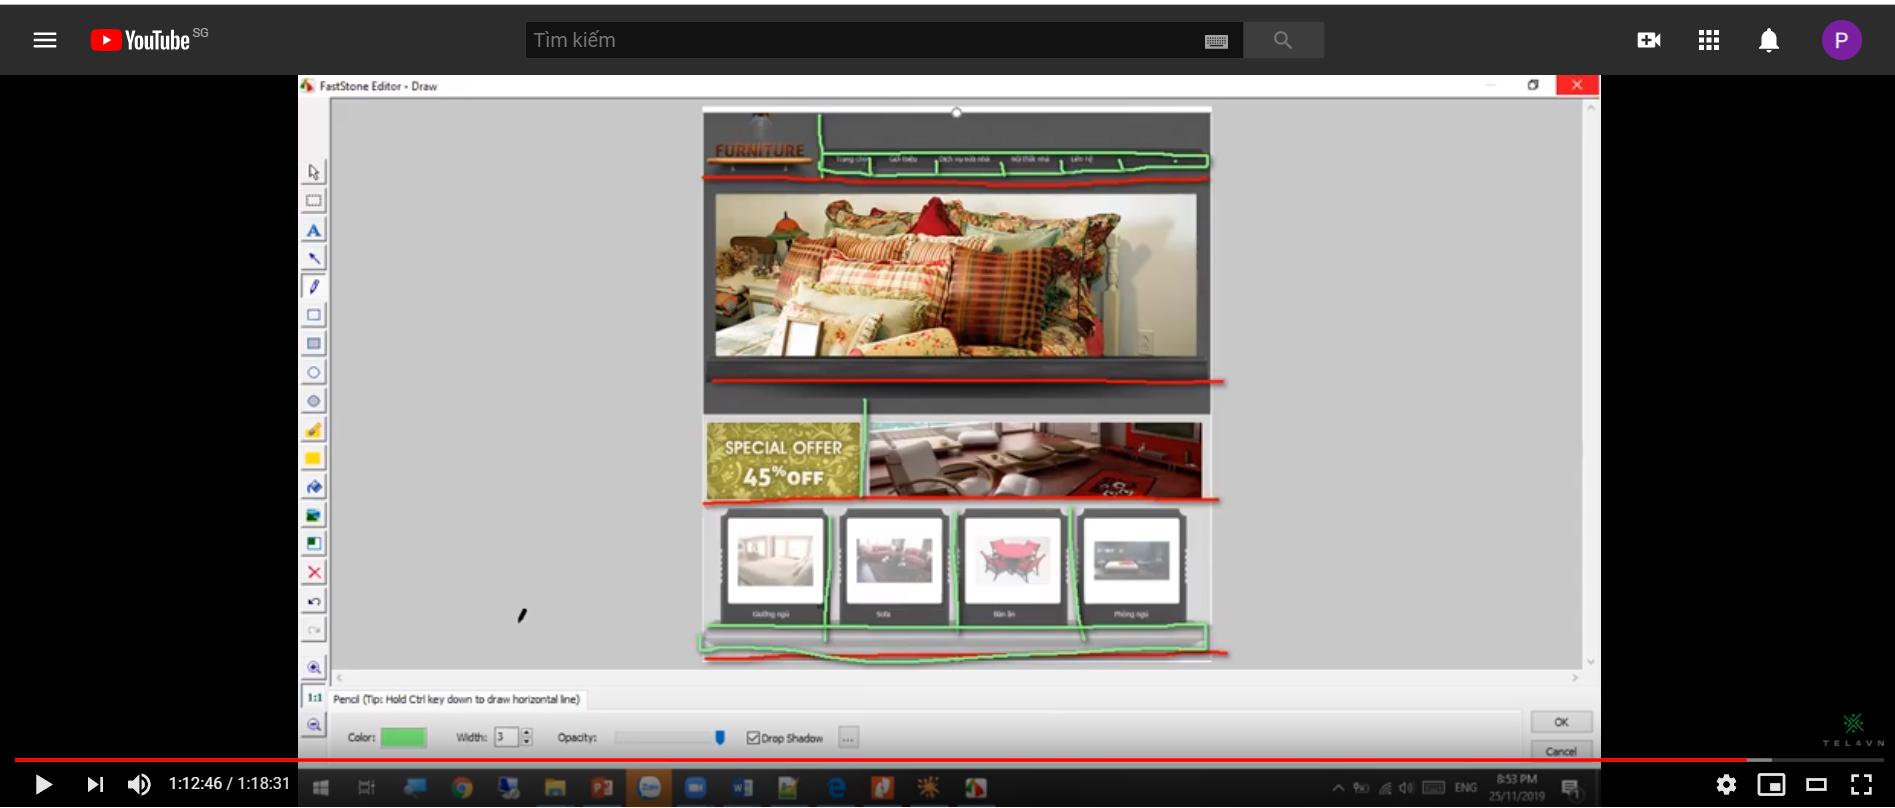 YouTube SG
Tìm kiếm
P
FastStone Editor - Draw
FURNITURE
Trang chủ Giới thiệu Dịch vụ sửa nhà Nội thất nhà Liên hệ
SPECIAL OFFER
45% OFF
Giường ngủ Sofa Bàn ăn Phòng ngủ
1:1 Pencil (Tip: Hold Ctrl key down to draw horizontal line)
Color: Width: 3 Opacity: Drop Shadow ...
OK
Cancel
TEL4VN
1:12:46 / 1:18:31
Zalo
ENG
8:53 PM
25/11/2019
1